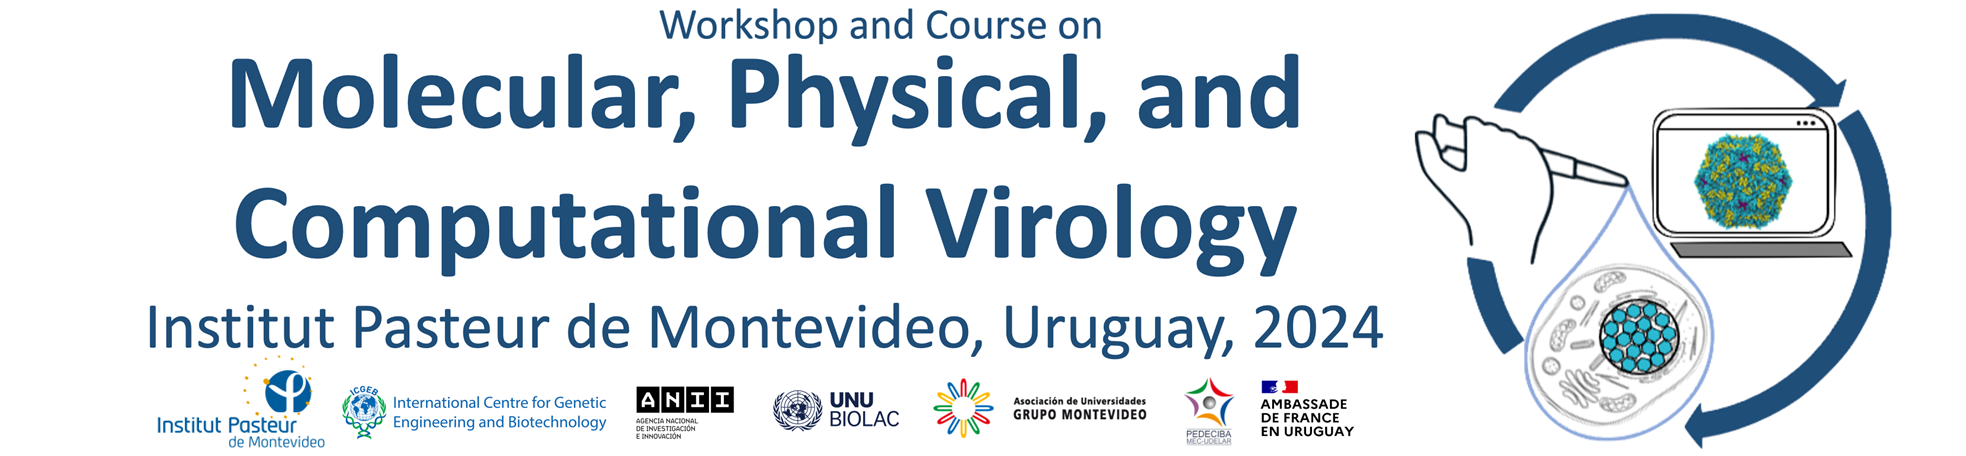 Workshop and Course on
Molecular, Physical, and
Computational Virology
Institut Pasteur de Montevideo, Uruguay, 2024
Institut Pasteur
de Montevideo
ICGEB
International Centre for Genetic
Engineering and Biotechnology
ANII
AGENCIA NACIONAL
DE INVESTIGACIÓN
E INNOVACIÓN
UNU
BIOLAC
Asociación de Universidades
GRUPO MONTEVIDEO
PEDECIBA
MEC-UDELAR
AMBASSADE
DE FRANCE
EN URUGUAY